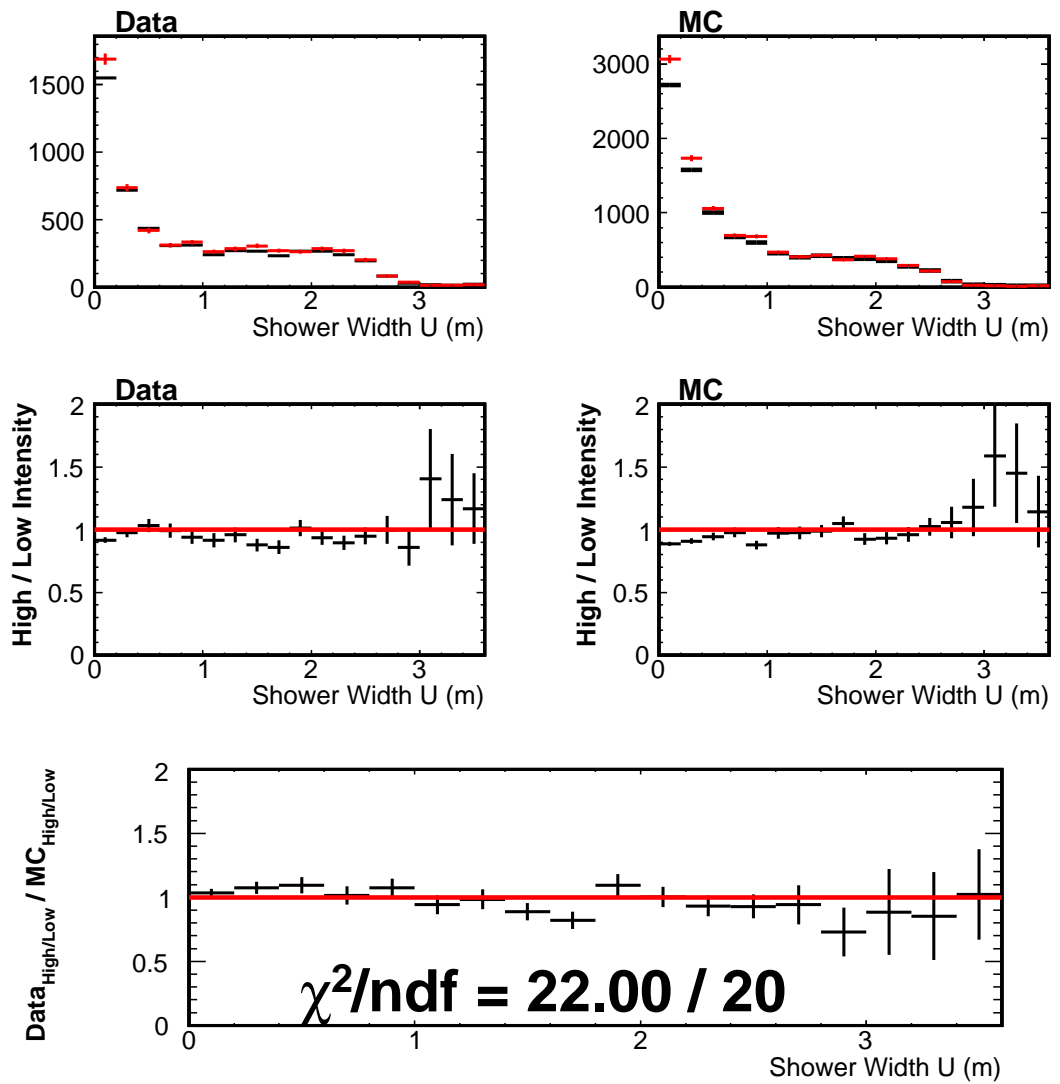 Data
1500
1000
500
0
0 1 2 3
Shower Width U (m)
MC
3000
2000
1000
0
0 1 2 3
Shower Width U (m)
Data
High / Low Intensity
2
1.5
1
0.5
0
0 1 2 3
Shower Width U (m)
MC
High / Low Intensity
2
1.5
1
0.5
0
0 1 2 3
Shower Width U (m)
Data_High/Low / MC_High/Low
2
1.5
1
0.5
0
χ²/ndf = 22.00 / 20
0 1 2 3
Shower Width U (m)